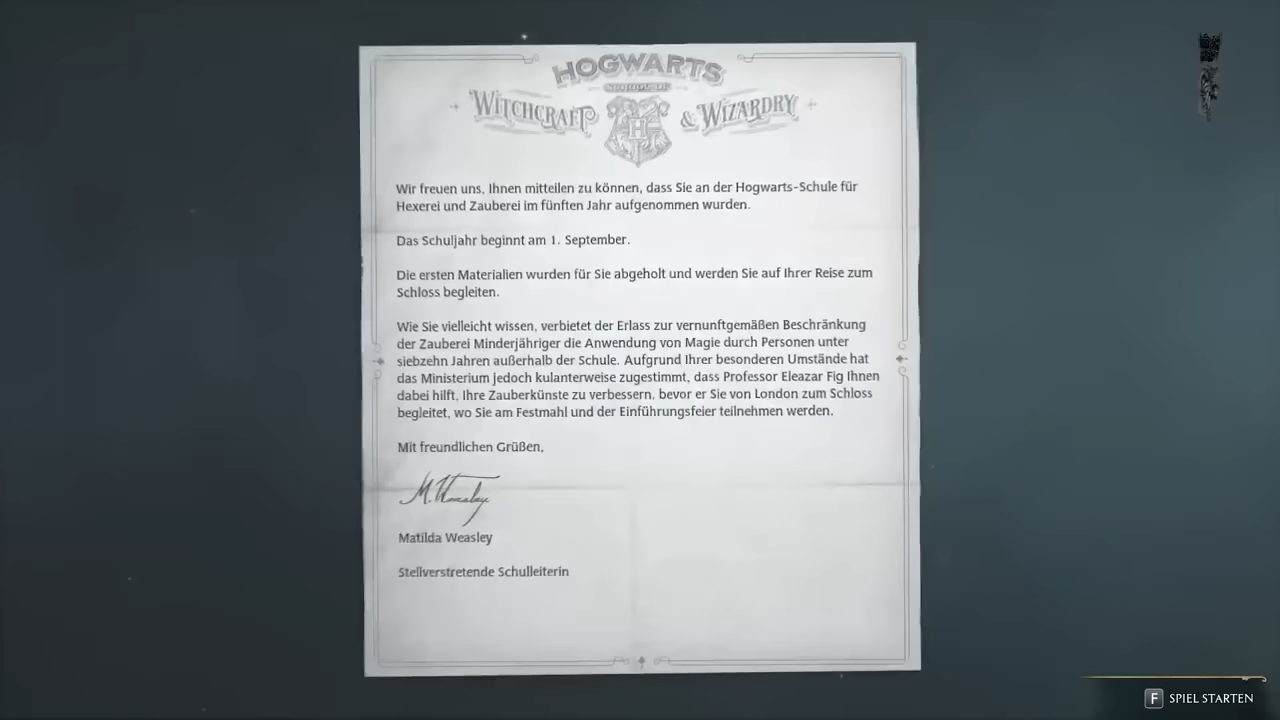 HOGWARTS
SCHOOL OF
WITCHCRAFT & WIZARDRY
H
Wir freuen uns, Ihnen mitteilen zu können, dass Sie an der Hogwarts-Schule für
Hexerei und Zauberei im fünften Jahr aufgenommen wurden.
Das Schuljahr beginnt am 1. September.
Die ersten Materialien wurden für Sie abgeholt und werden Sie auf Ihrer Reise zum
Schloss begleiten.
Wie Sie vielleicht wissen, verbietet der Erlass zur vernunftgemäßen Beschränkung
der Zauberei Minderjähriger die Anwendung von Magie durch Personen unter
siebzehn Jahren außerhalb der Schule. Aufgrund Ihrer besonderen Umstände hat
das Ministerium jedoch kulanterweise zugestimmt, dass Professor Eleazar Fig Ihnen
dabei hilft, Ihre Zauberkünste zu verbessern, bevor er Sie von London zum Schloss
begleitet, wo Sie am Festmahl und der Einführungsfeier teilnehmen werden.
Mit freundlichen Grüßen,
M. Weasley
Matilda Weasley
Stellverstretende Schulleiterin
F SPIEL STARTEN